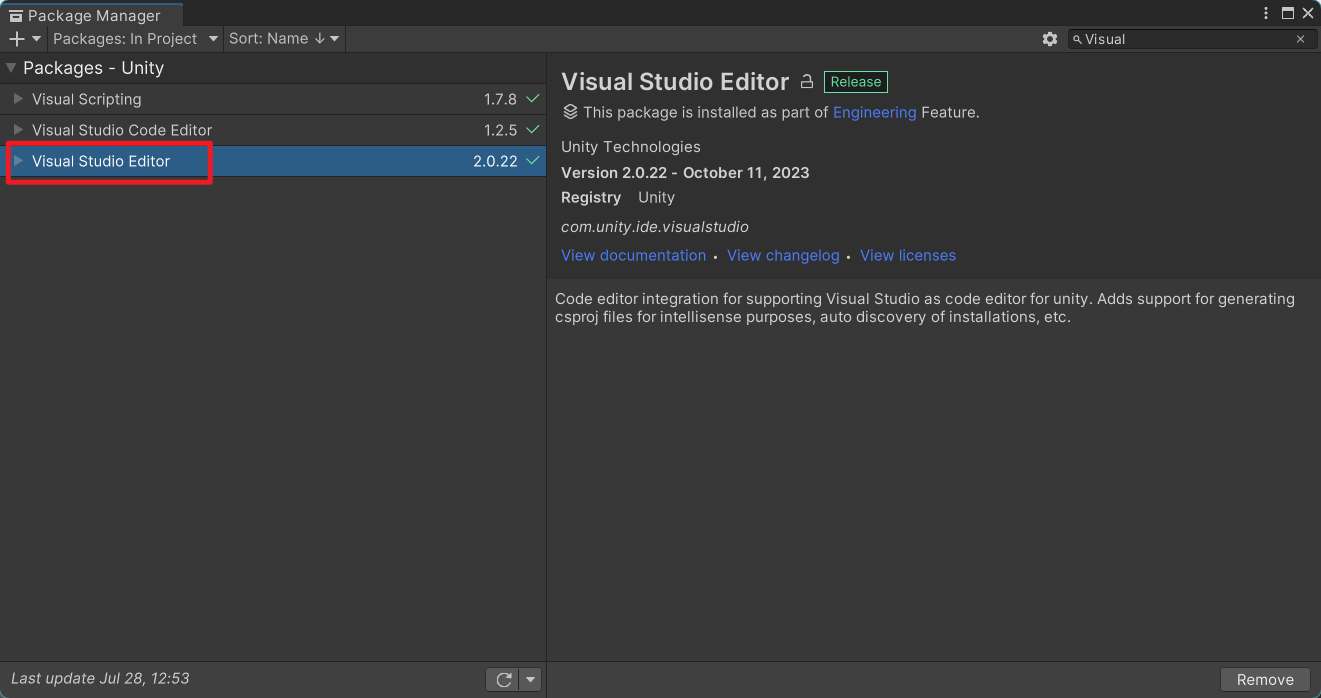 Package Manager
Packages: In Project Sort: Name ↓ Visual
Packages - Unity
Visual Scripting 1.7.8
Visual Studio Code Editor 1.2.5
Visual Studio Editor 2.0.22
Visual Studio Editor Release
This package is installed as part of Engineering Feature.
Unity Technologies
Version 2.0.22 - October 11, 2023
Registry Unity
com.unity.ide.visualstudio
View documentation • View changelog • View licenses
Code editor integration for supporting Visual Studio as code editor for unity. Adds support for generating
csproj files for intellisense purposes, auto discovery of installations, etc.
Last update Jul 28, 12:53
Remove